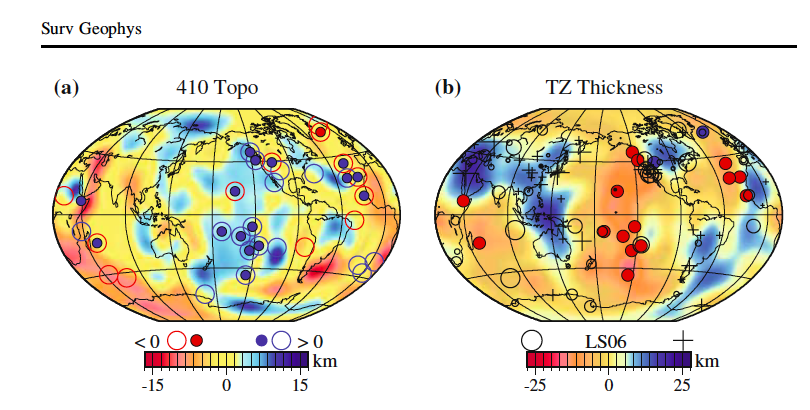 Surv Geophys
(a) 410 Topo (b) TZ Thickness
< 0 > 0 LS06
km km
-15 0 15 -25 0 25